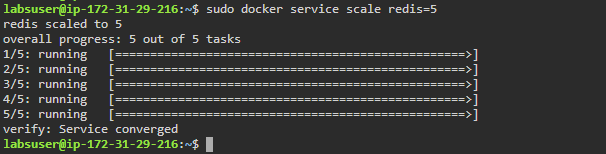 labsuser@ip-172-31-29-216:~$ sudo docker service scale redis=5
redis scaled to 5
overall progress: 5 out of 5 tasks
1/5: running   [==================================================>]
2/5: running   [==================================================>]
3/5: running   [==================================================>]
4/5: running   [==================================================>]
5/5: running   [==================================================>]
verify: Service converged
labsuser@ip-172-31-29-216:~$